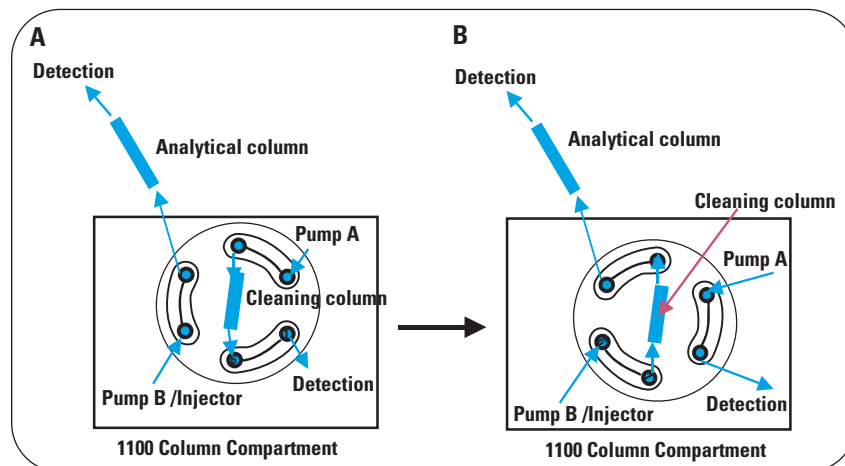 A
Detection
Analytical column
Pump A
Cleaning column
Pump B /Injector
Detection
1100 Column Compartment
B
Detection
Analytical column
Cleaning column
Pump A
Pump B /Injector
Detection
1100 Column Compartment